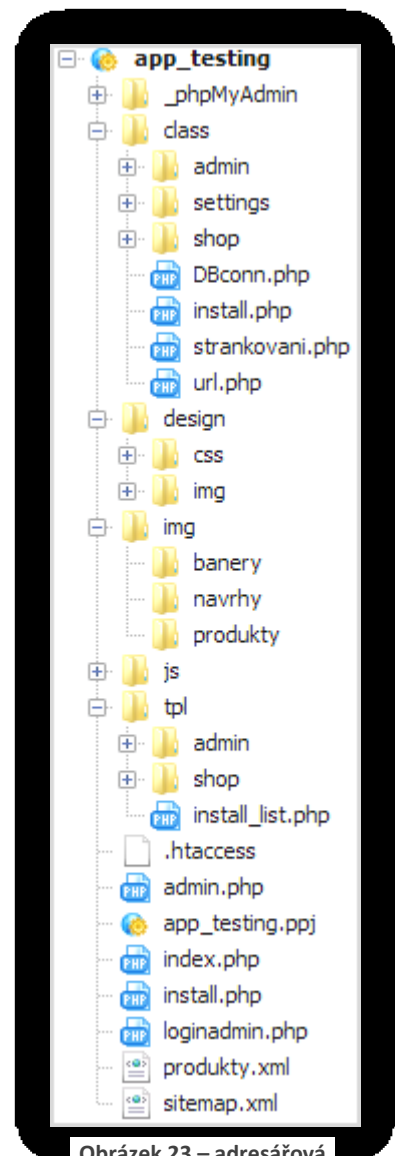 app_testing
_phpMyAdmin
class
admin
settings
shop
DBconn.php
install.php
strankovani.php
url.php
design
css
img
img
banery
navrhy
produkty
js
tpl
admin
shop
install_list.php
.htaccess
admin.php
app_testing.ppj
index.php
install.php
loginadmin.php
produkty.xml
sitemap.xml
Obrázek 23 – adresářová